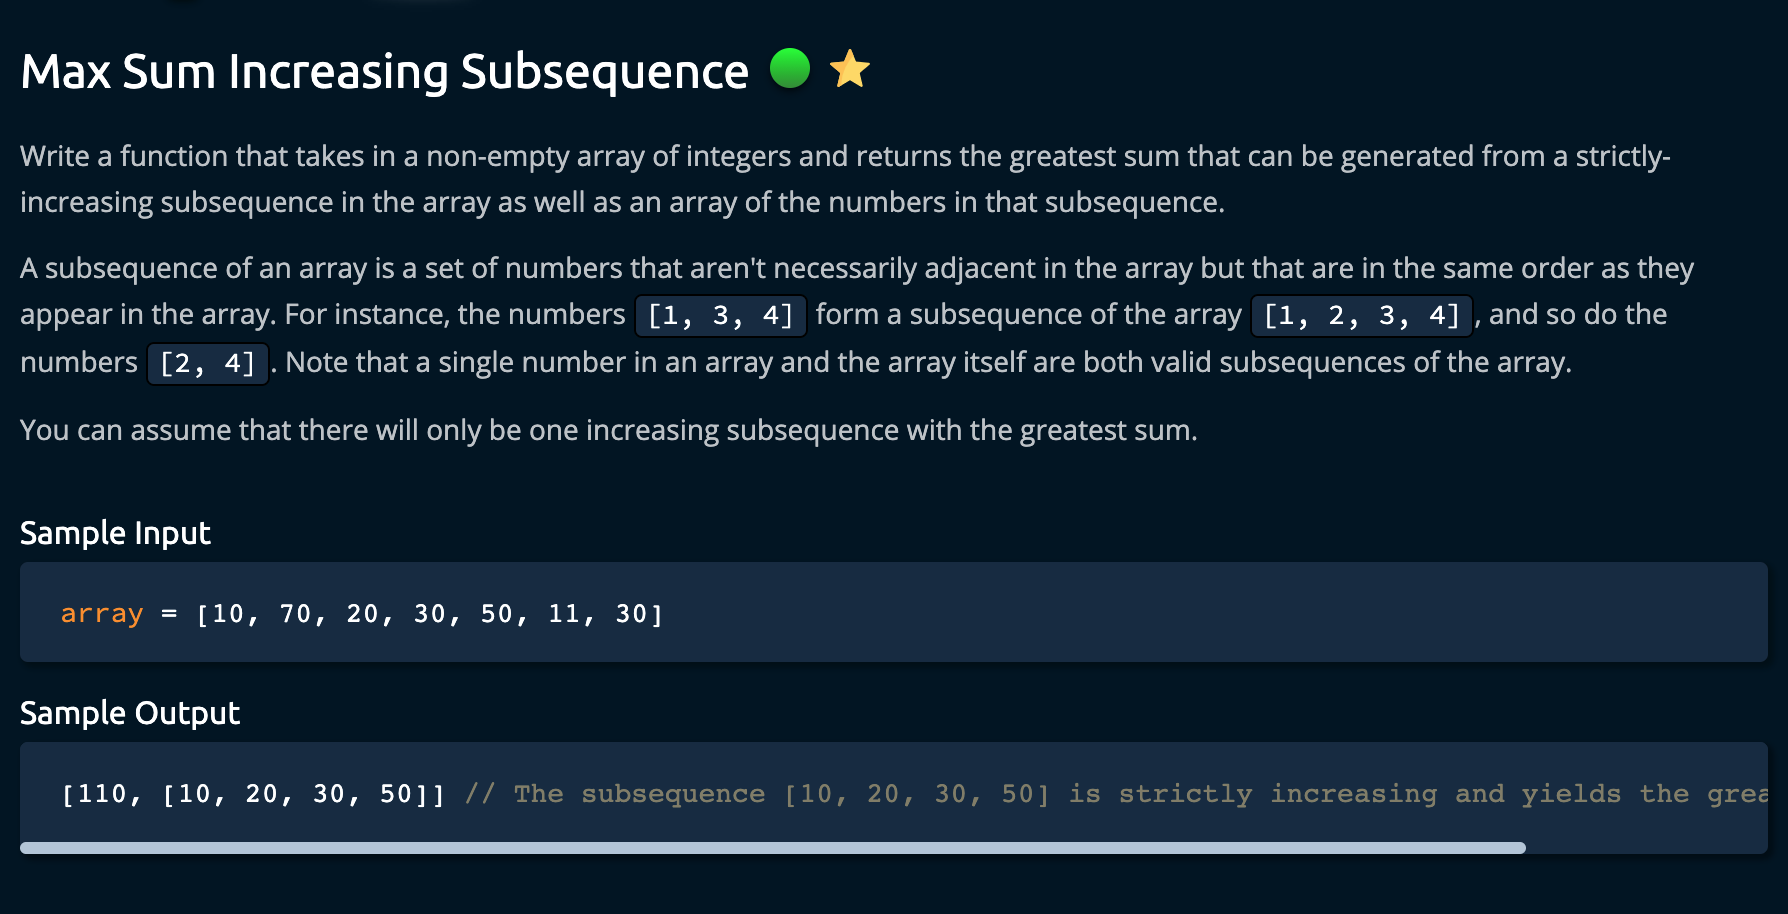 Max Sum Increasing Subsequence
Write a function that takes in a non-empty array of integers and returns the greatest sum that can be generated from a strictly-
increasing subsequence in the array as well as an array of the numbers in that subsequence.
A subsequence of an array is a set of numbers that aren't necessarily adjacent in the array but that are in the same order as they
appear in the array. For instance, the numbers [1, 3, 4] form a subsequence of the array [1, 2, 3, 4], and so do the
numbers [2, 4]. Note that a single number in an array and the array itself are both valid subsequences of the array.
You can assume that there will only be one increasing subsequence with the greatest sum.
Sample Input
array = [10, 70, 20, 30, 50, 11, 30]
Sample Output
[110, [10, 20, 30, 50]] // The subsequence [10, 20, 30, 50] is strictly increasing and yields the